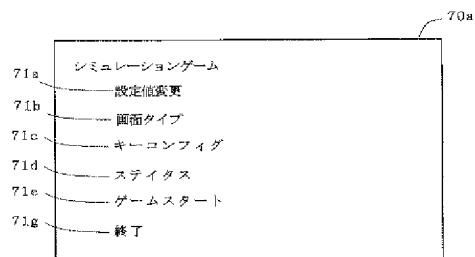 70a
シミュレーションゲーム
71a 設定値変更
71b 画面タイプ
71c キーコンフィグ
71d ステイタス
71e ゲームスタート
71g 終了